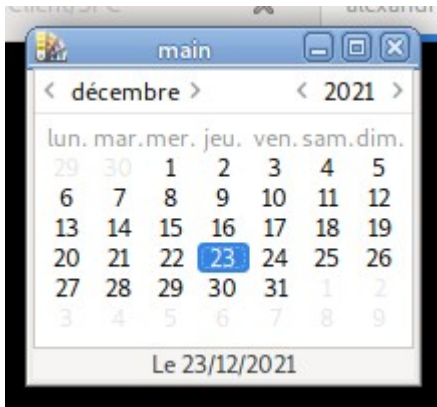 main
< décembre > < 2021 >
lun. mar. mer. jeu. ven. sam. dim.
29 30 1 2 3 4 5
6 7 8 9 10 11 12
13 14 15 16 17 18 19
20 21 22 23 24 25 26
27 28 29 30 31 1 2
3 4 5 6 7 8 9
Le 23/12/2021